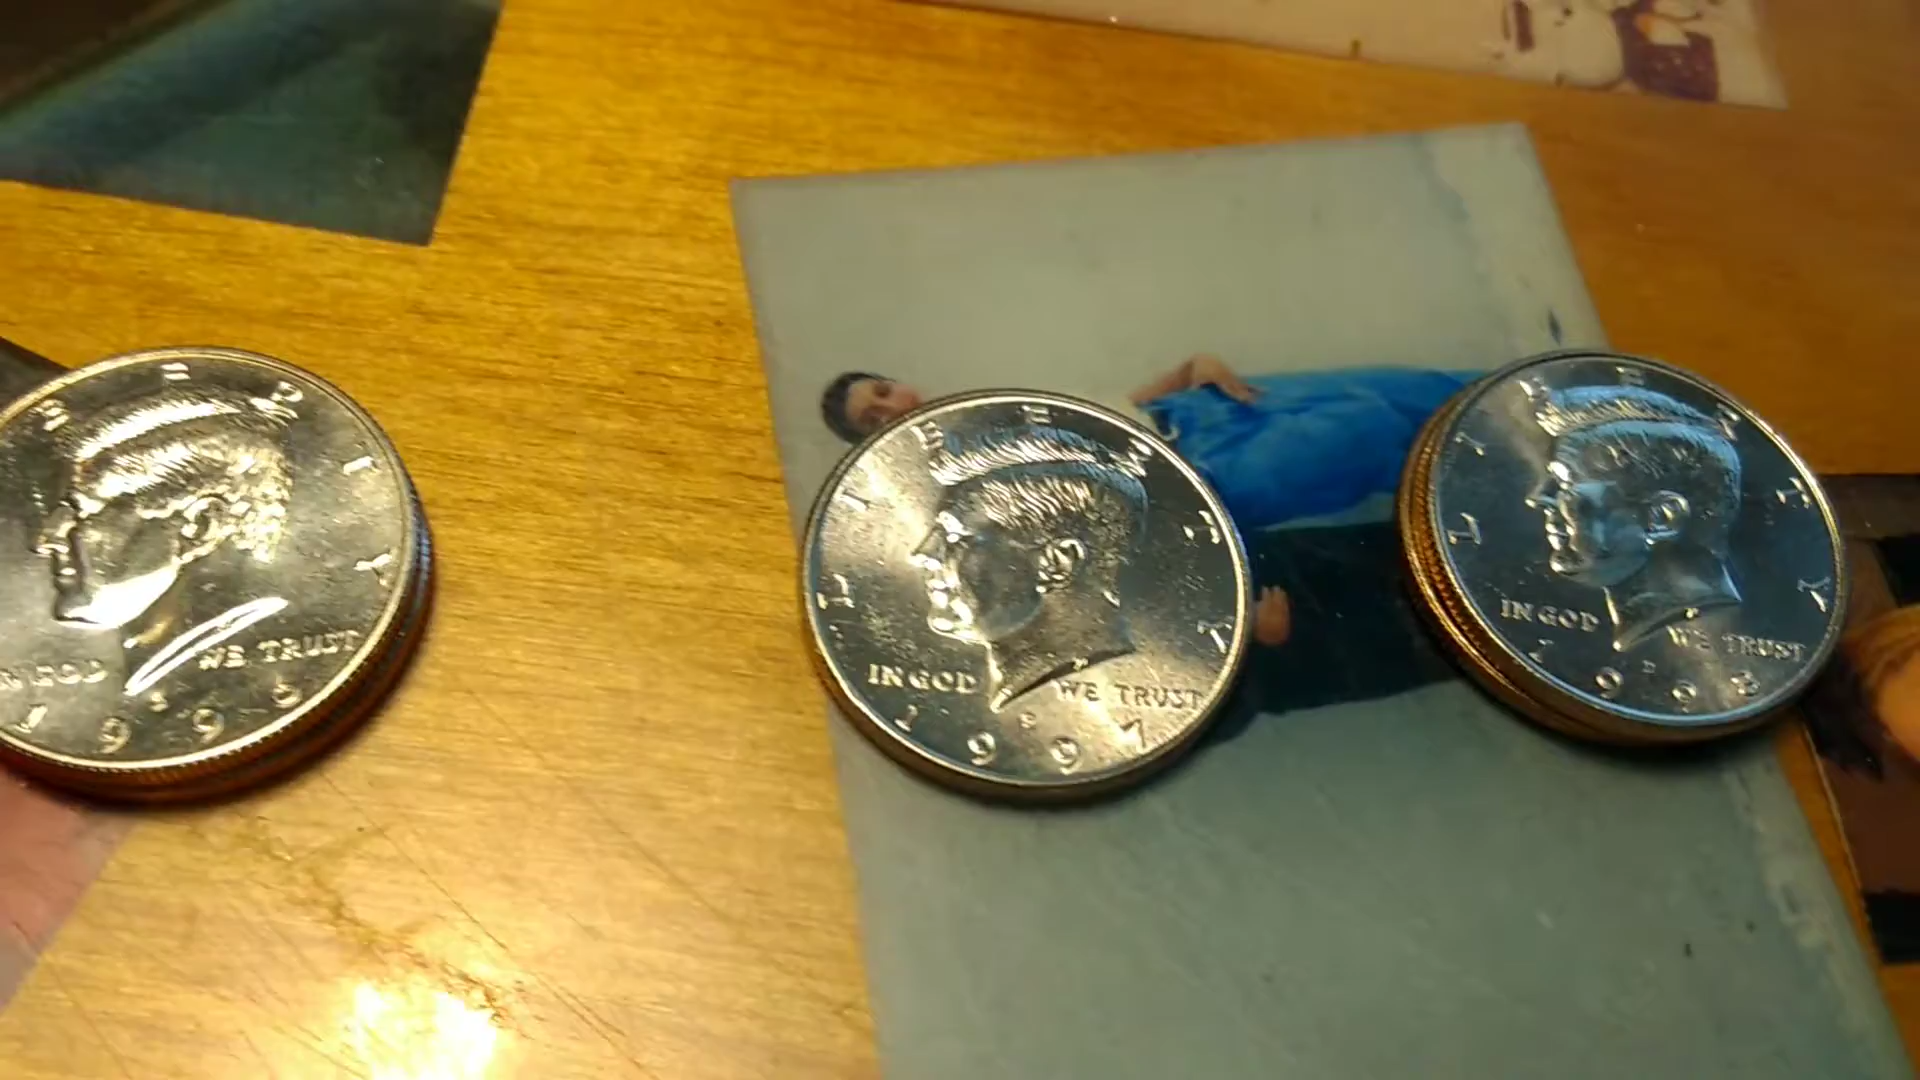 LIBERTY
IN GOD WE TRUST
LIBERTY
IN GOD WE TRUST
P
1997
LIBERTY
IN GOD WE TRUST
D
1998